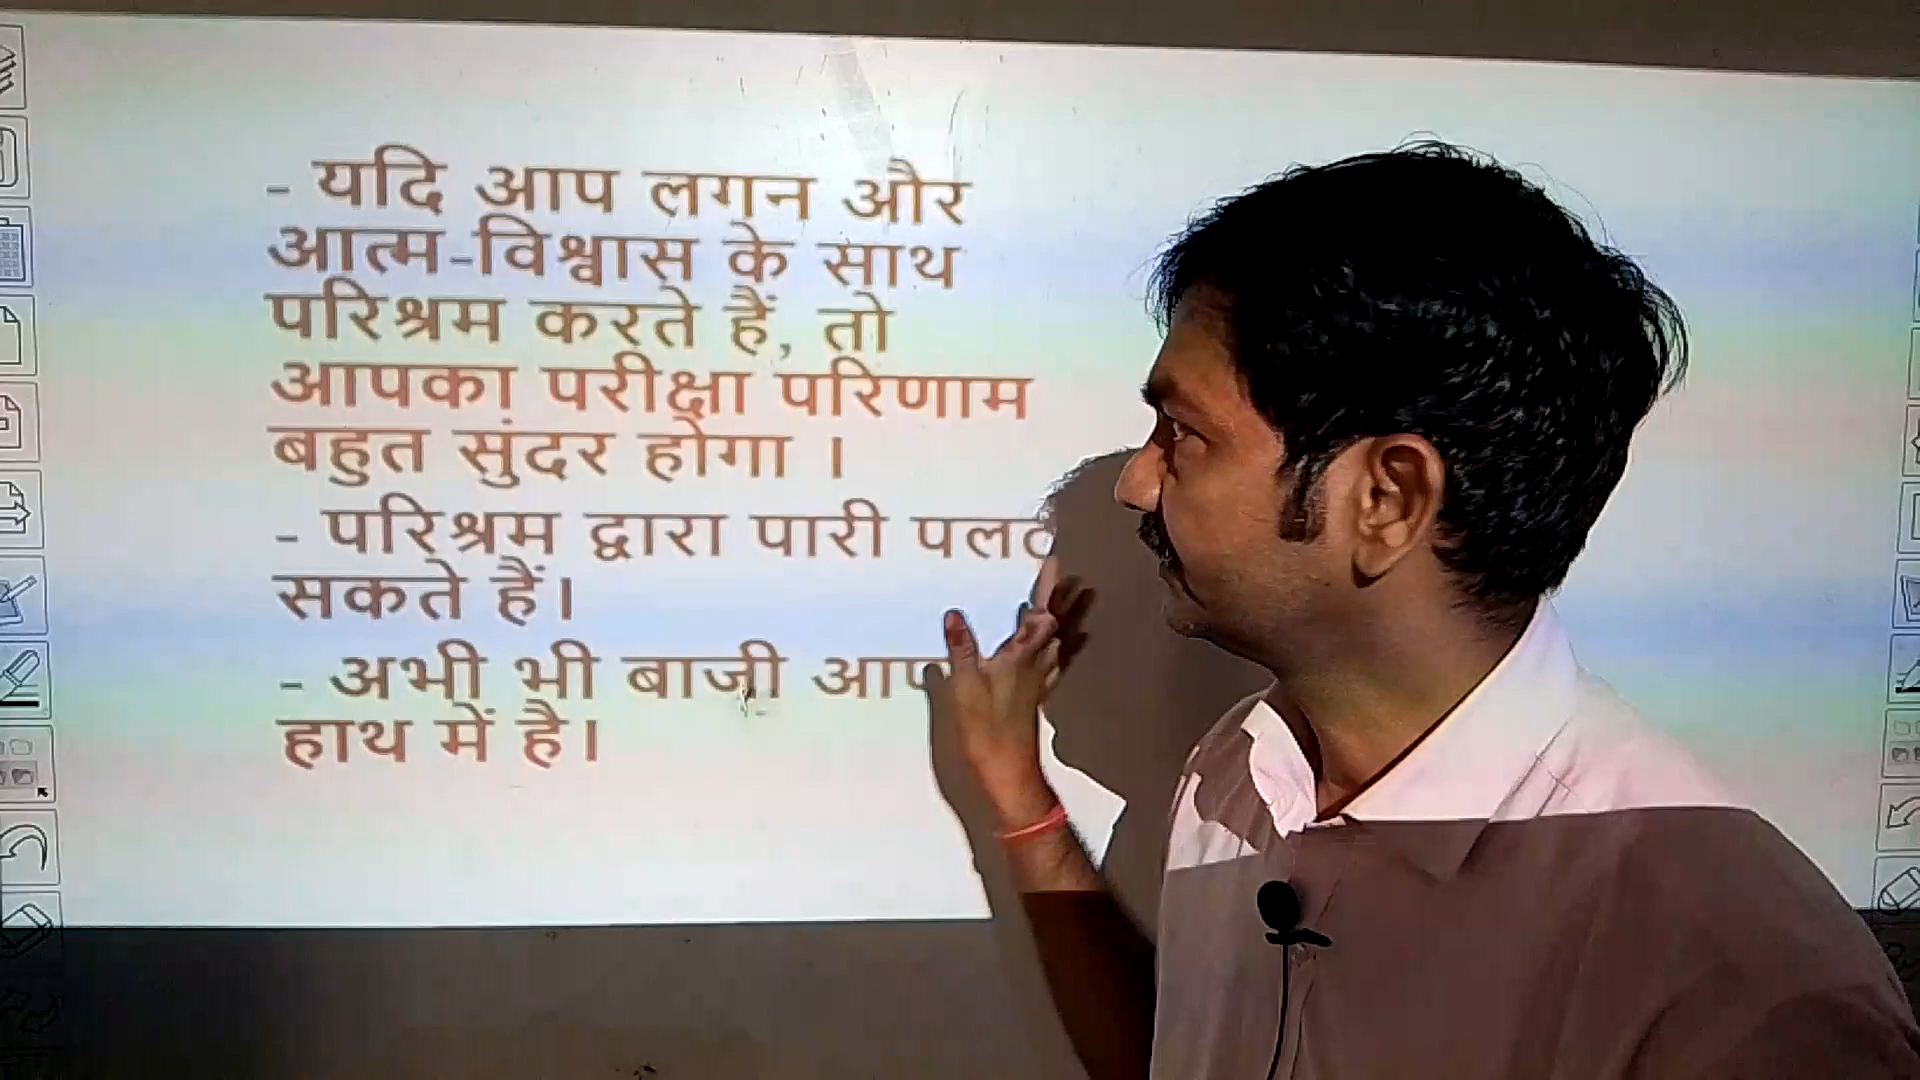 - यदि आप लगन और
आत्म-विश्वास के साथ
परिश्रम करते हैं, तो
आपका परीक्षा परिणाम
बहुत सुंदर होगा ।
- परिश्रम द्वारा पारी
सकते हैं।
- अभी भी बाजी
हाथ में है।